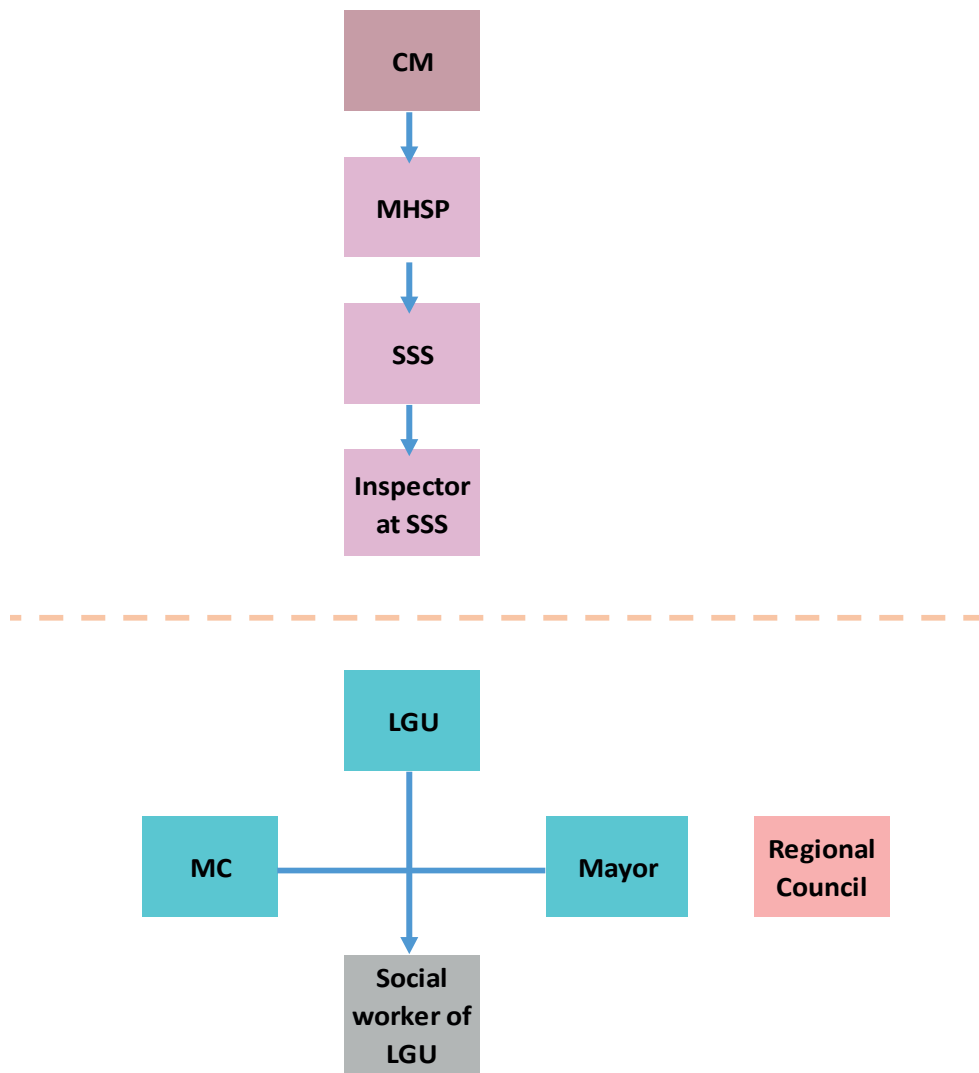 CM
MHSP
SSS
Inspector
at SSS
LGU
MC
Mayor
Regional
Council
Social
worker of
LGU